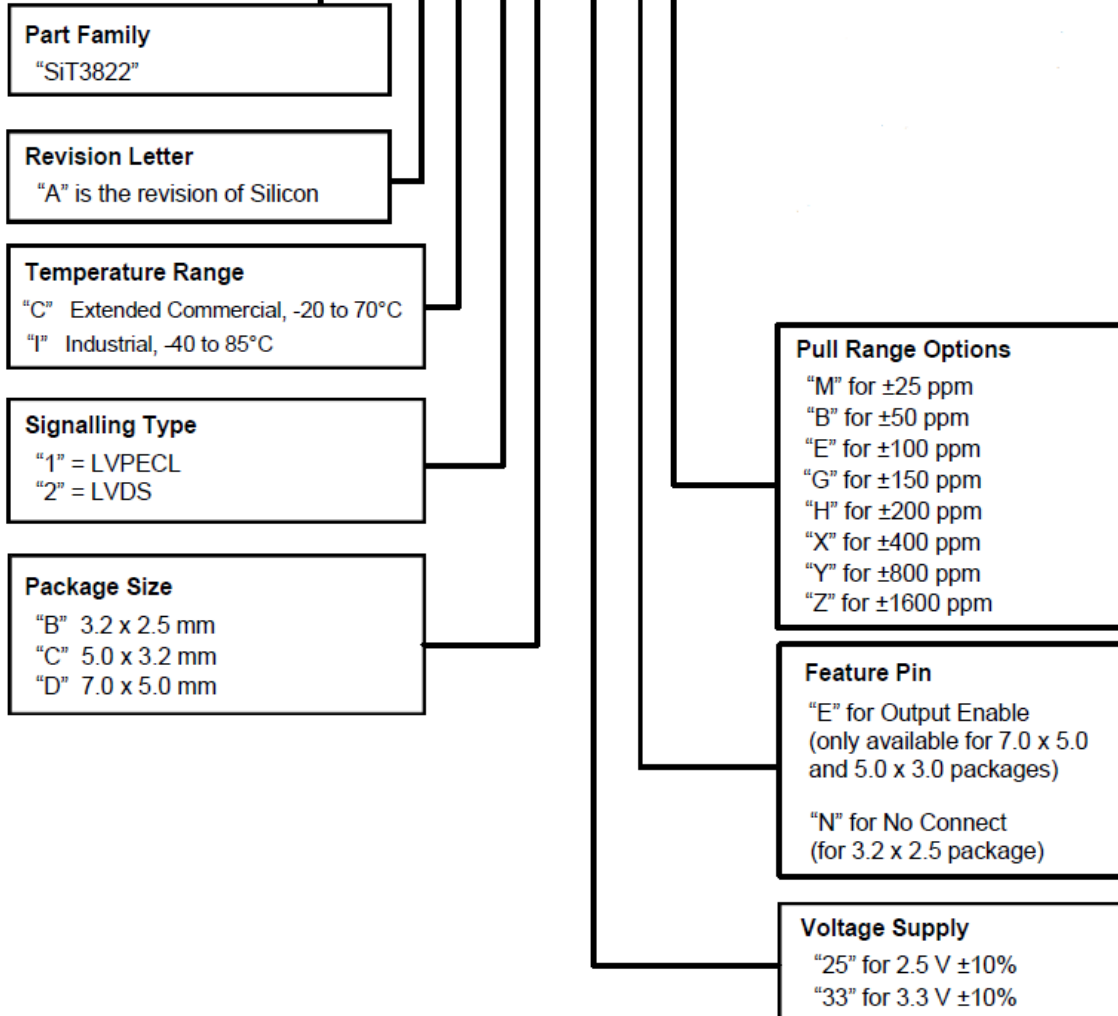 Part Family
“SiT3822”
Revision Letter
“A” is the revision of Silicon
Temperature Range
“C” Extended Commercial, -20 to 70°C
“I” Industrial, -40 to 85°C
Signalling Type
“1” = LVPECL
“2” = LVDS
Package Size
“B” 3.2 x 2.5 mm
“C” 5.0 x 3.2 mm
“D” 7.0 x 5.0 mm
Pull Range Options
“M” for ±25 ppm
“B” for ±50 ppm
“E” for ±100 ppm
“G” for ±150 ppm
“H” for ±200 ppm
“X” for ±400 ppm
“Y” for ±800 ppm
“Z” for ±1600 ppm
Feature Pin
“E” for Output Enable
(only available for 7.0 x 5.0
and 5.0 x 3.0 packages)
“N” for No Connect
(for 3.2 x 2.5 package)
Voltage Supply
“25” for 2.5 V ±10%
“33” for 3.3 V ±10%